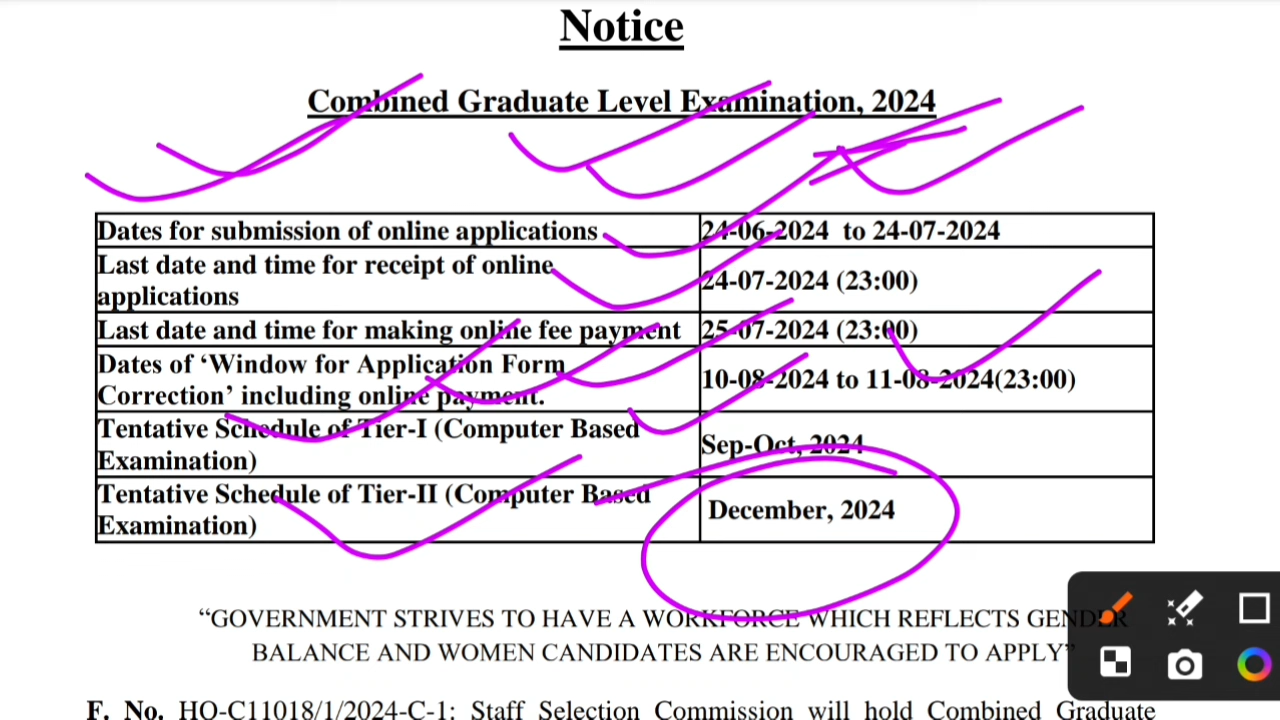 Notice
Combined Graduate Level Examination, 2024
Dates for submission of online applications 24-06-2024 to 24-07-2024
Last date and time for receipt of online
applications
24-07-2024 (23:00)
Last date and time for making online fee payment 25-07-2024 (23:00)
Dates of ‘Window for Application Form
Correction’ including online payment.
10-08-2024 to 11-08-2024(23:00)
Tentative Schedule of Tier-I (Computer Based
Examination)
Sep-Oct, 2024
Tentative Schedule of Tier-II (Computer Based
Examination)
December, 2024
“GOVERNMENT STRIVES TO HAVE A WORKFORCE WHICH REFLECTS GENDER
BALANCE AND WOMEN CANDIDATES ARE ENCOURAGED TO APPLY”
F. No. HO-C11018/1/2024-C-1: Staff Selection Commission will hold Combined Graduate